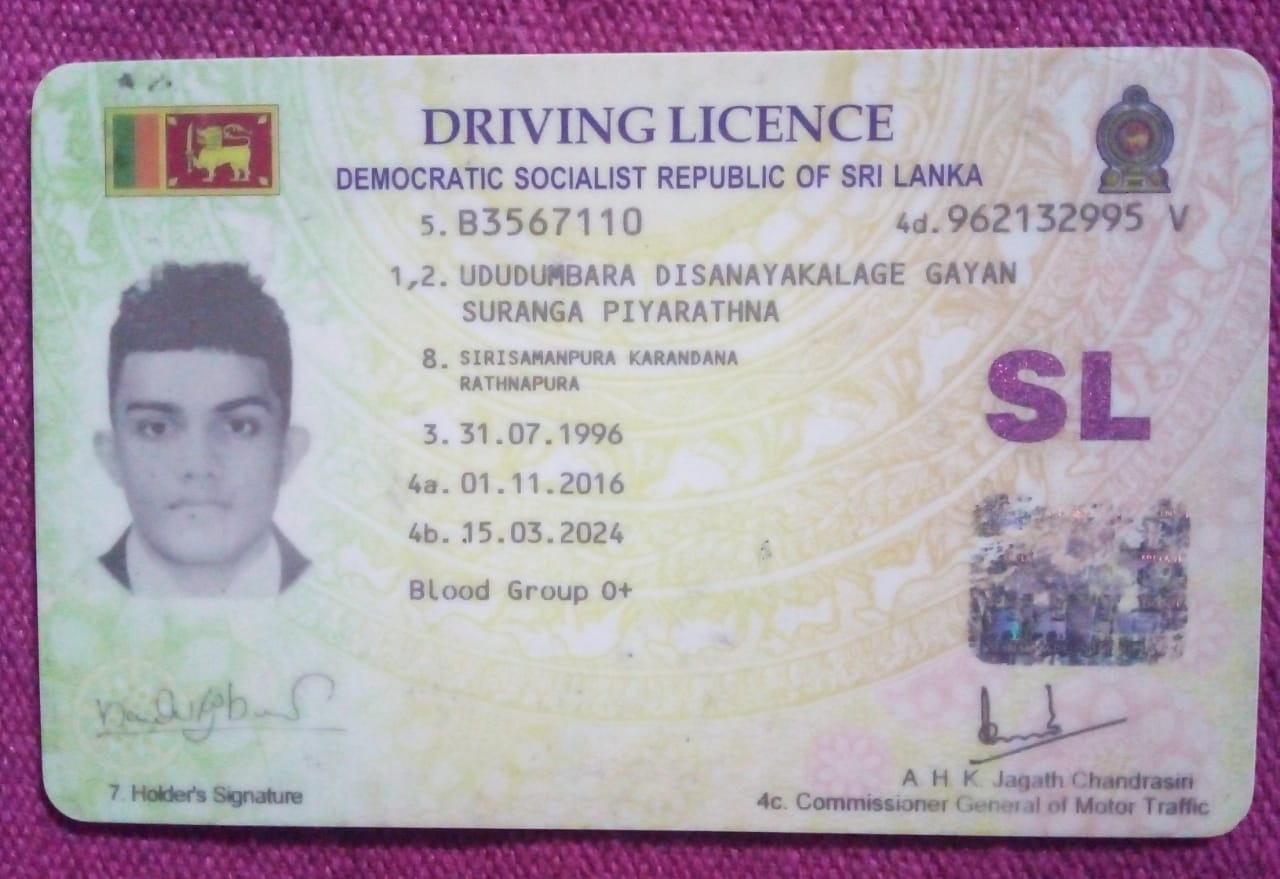 DRIVING LICENCE
DEMOCRATIC SOCIALIST REPUBLIC OF SRI LANKA
5. B3567110 4d. 962132995 V
1,2. UDUDUMBARA DISANAYAKALAGE GAYAN
SURANGA PIYARATHNA
8. SIRISAMANPURA KARANDANA
RATHNAPURA
SL
3. 31.07.1996
4a. 01.11.2016
4b. 15.03.2024
Blood Group O+
7. Holder's Signature
A. H. K. Jagath Chandrasiri
4c. Commissioner General of Motor Traffic